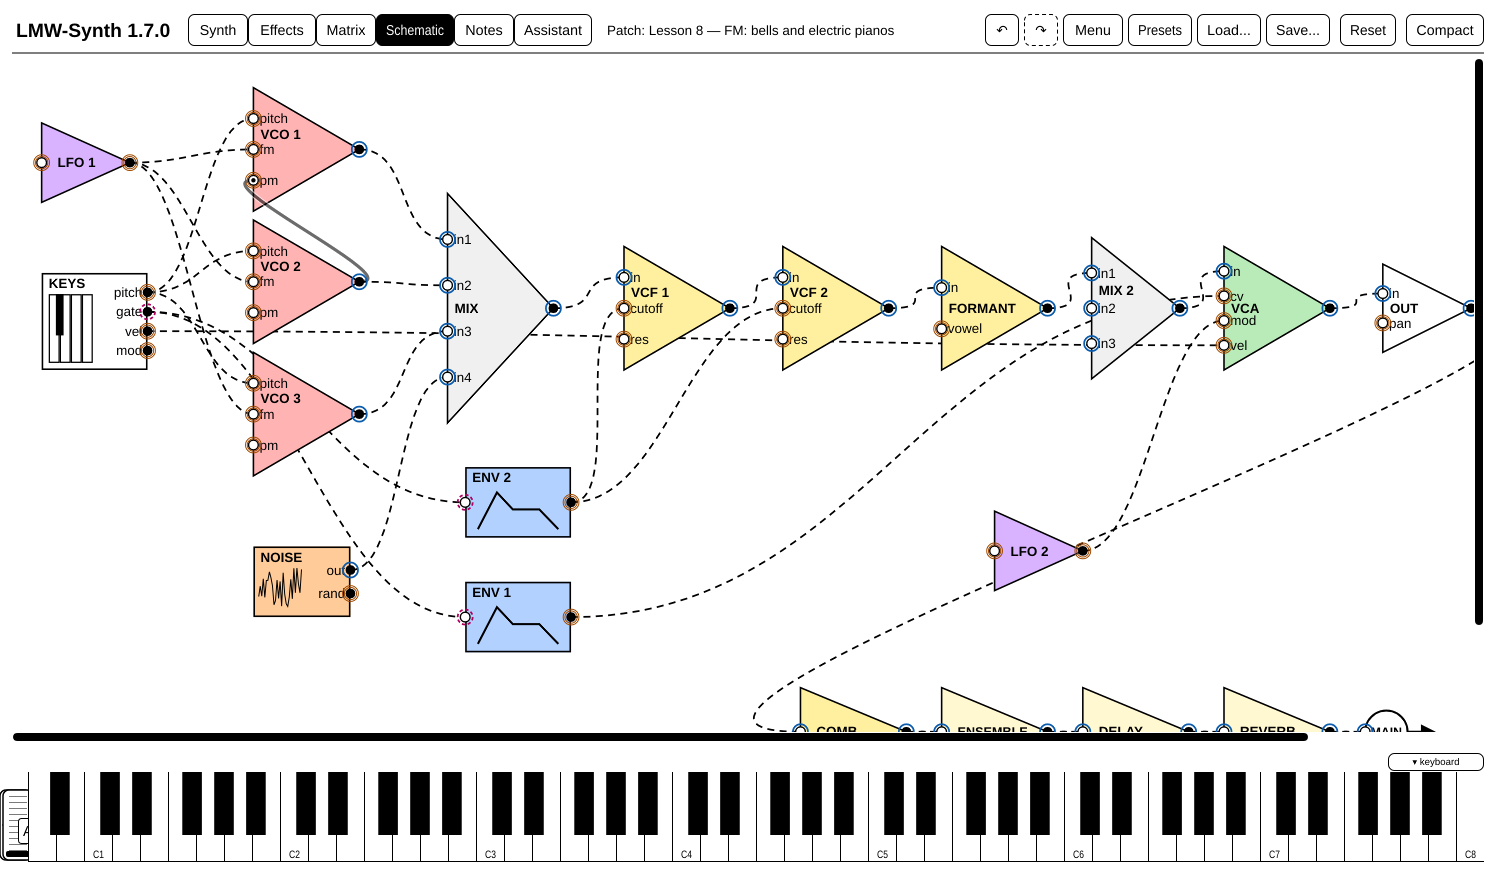 LMW-Synth 1.7.0
Synth
Effects
Matrix
Schematic
Notes
Assistant
Patch: Lesson 8 — FM: bells and electric pianos
↶
↷
Menu
Presets
Load...
Save...
Reset
Compact
LFO 1
KEYS
pitch
gate
vel
mod
pitch
VCO 1
fm
pm
pitch
VCO 2
fm
pm
pitch
VCO 3
fm
pm
NOISE
out
rand
in1
in2
MIX
in3
in4
ENV 2
ENV 1
in
VCF 1
cutoff
res
in
VCF 2
cutoff
res
in
FORMANT
vowel
in1
MIX 2
in2
in3
in
cv
VCA
mod
vel
in
OUT
pan
LFO 2
COMB
ENSEMBLE
DELAY
REVERB
MAIN
▾ keyboard
C1
C2
C3
C4
C5
C6
C7
C8